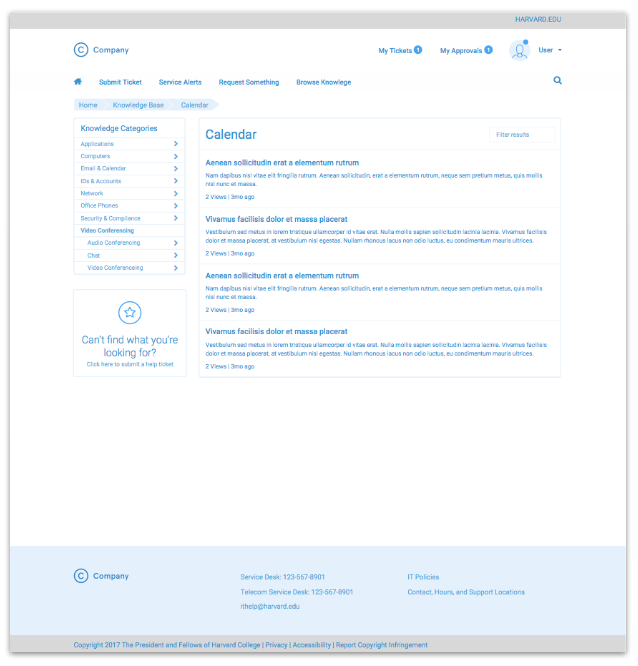 HARVARD.EDU
C Company
My Tickets 1 My Approvals 1 User
Submit Ticket Service Alerts Request Something Browse Knowlege
Home Knowledge Base Calendar
Knowledge Categories
Applications
Computers
Email & Calendar
IDs & Accounts
Network
Office Phones
Security & Compliance
Video Conferencing
Audio Conferencing
Chat
Video Conferenceing
Can't find what you're
looking for?
Click here to submit a help ticket
Calendar
Filter results
Aenean sollicitudin erat a elementum rutrum
Nam dapibus nisl vitae elit fringilla rutrum. Aenean sollicitudin, erat a elementum rutrum, neque sem pretium metus, quis mollis
nisl nunc et massa.
2 Views | 3mo ago
Vivamus facilisis dolor et massa placerat
Vestibulum sed metus in lorem tristique ullamcorper id vitae erat. Nulla mollis sapien sollicitudin lacinia lacinia. Vivamus facilisis
dolor et massa placerat, at vestibulum nisl egestas. Nullam rhoncus lacus non odio luctus, eu condimentum mauris ultrices.
2 Views | 3mo ago
Aenean sollicitudin erat a elementum rutrum
Nam dapibus nisl vitae elit fringilla rutrum. Aenean sollicitudin, erat a elementum rutrum, neque sem pretium metus, quis mollis
nisl nunc et massa.
2 Views | 3mo ago
Vivamus facilisis dolor et massa placerat
Vestibulum sed metus in lorem tristique ullamcorper id vitae erat. Nulla mollis sapien sollicitudin lacinia lacinia. Vivamus facilisis
dolor et massa placerat, at vestibulum nisl egestas. Nullam rhoncus lacus non odio luctus, eu condimentum mauris ultrices.
2 Views | 3mo ago
C Company
Service Desk: 123-567-8901
Telecom Service Desk: 123-567-8901
ithelp@harvard.edu
IT Policies
Contact, Hours, and Support Locations
Copyright 2017 The President and Fellows of Harvard College | Privacy | Accessibility | Report Copyright Infringement